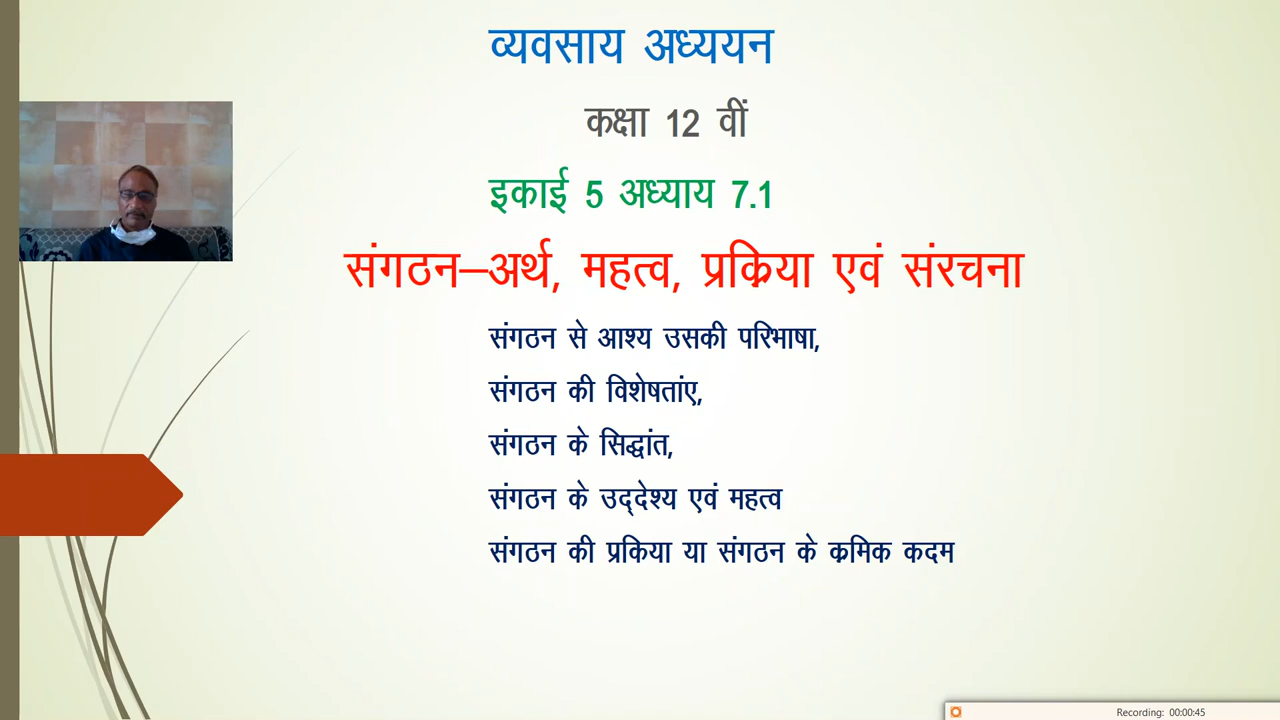 व्यवसाय अध्ययन
कक्षा 12 वीं
इकाई 5 अध्याय 7.1
संगठन–अर्थ, महत्व, प्रक्रिया एवं संरचना
संगठन से आश्य उसकी परिभाषा,
संगठन की विशेषतांए,
संगठन के सिद्धांत,
संगठन के उद्देश्य एवं महत्व
संगठन की प्रकिया या संगठन के क्रमिक कदम
Recording: 00:00:45